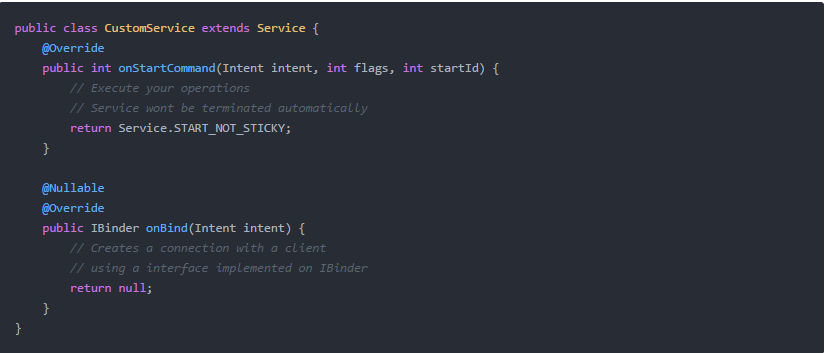 public class CustomService extends Service {
@Override
public int onStartCommand(Intent intent, int flags, int startId) {
// Execute your operations
// Service wont be terminated automatically
return Service.START_NOT_STICKY;
}
@Nullable
@Override
public IBinder onBind(Intent intent) {
// Creates a connection with a client
// using a interface implemented on IBinder
return null;
}
}